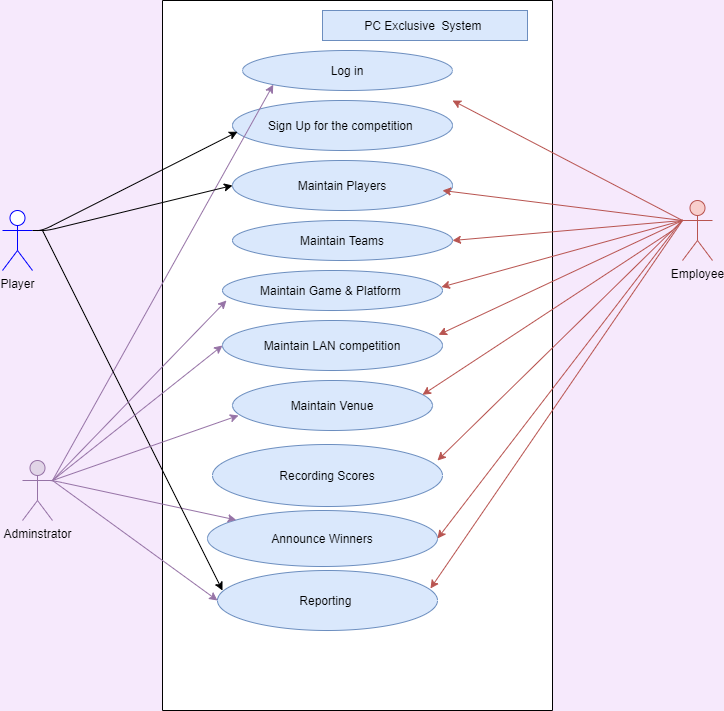 PC Exclusive System
Log in
Sign Up for the competition
Maintain Players
Maintain Teams
Maintain Game & Platform
Maintain LAN competition
Maintain Venue
Recording Scores
Announce Winners
Reporting
Player
Adminstrator
Employee